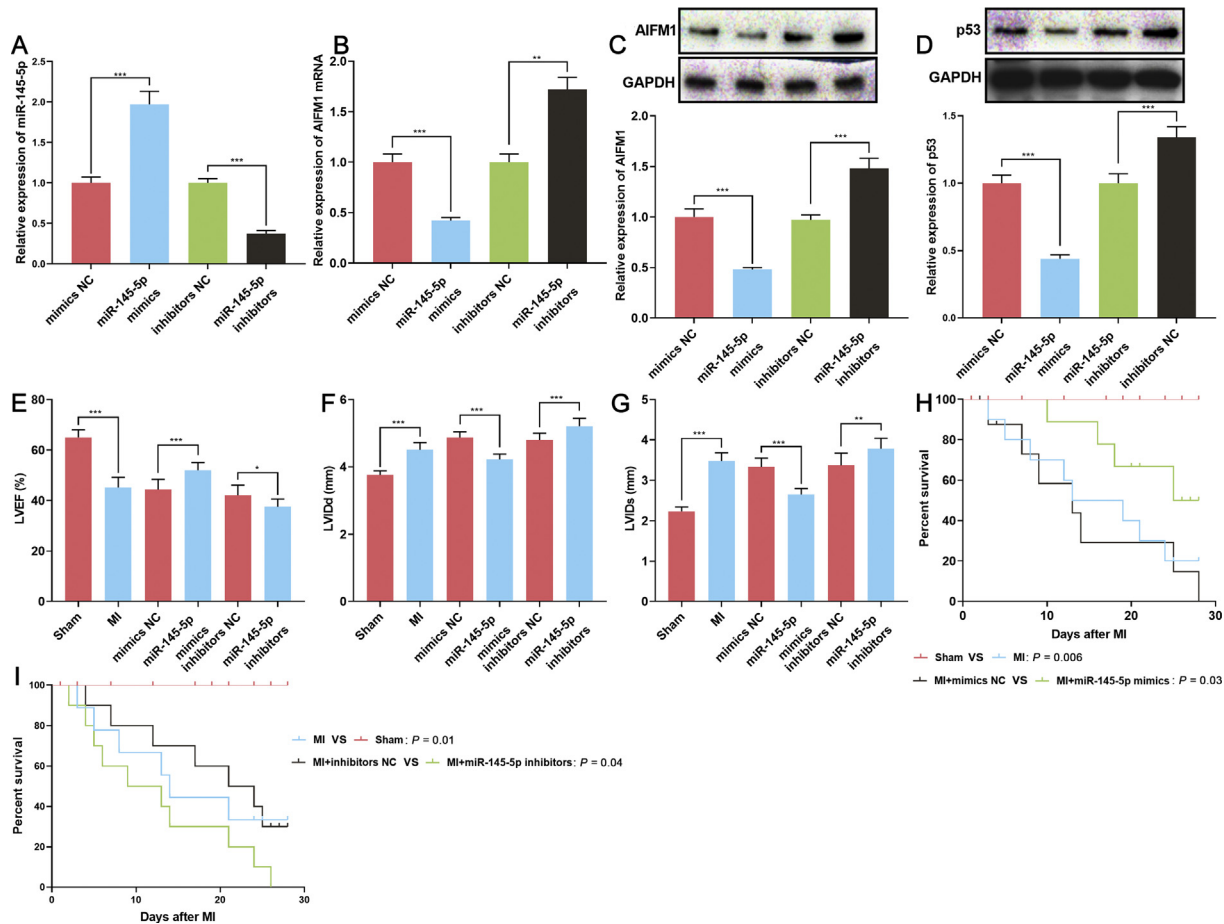 A
Relative expression of miR-145-5p
2.5
2.0
1.5
1.0
0.5
0.0
***
***
mimics NC
miR-145-5p
mimics
inhibitors NC
miR-145-5p
inhibitors
B
Relative expression of AIFM1 mRNA
2.0
1.5
1.0
0.5
0.0
***
**
mimics NC
miR-145-5p
mimics
inhibitors NC
miR-145-5p
inhibitors
C
AIFM1
GAPDH
Relative expression of AIFM1
1.5
1.0
0.5
0.0
***
***
mimics NC
miR-145-5p
mimics
inhibitors NC
miR-145-5p
inhibitors
D
p53
GAPDH
Relative expression of p53
1.5
1.0
0.5
0.0
***
***
mimics NC
miR-145-5p
mimics
miR-145-5p
inhibitors
inhibitors NC
E
LVEF (%)
80
60
40
20
0
***
***
*
Sham
MI
mimics NC
miR-145-5p
mimics
inhibitors NC
miR-145-5p
inhibitors
F
LVIDd (mm)
6
4
2
0
***
***
***
Sham
MI
mimics NC
miR-145-5p
mimics
inhibitors NC
miR-145-5p
inhibitors
G
LVIDs (mm)
5
4
3
2
1
0
***
***
**
Sham
MI
mimics NC
miR-145-5p
mimics
inhibitors NC
miR-145-5p
inhibitors
H
Percent survival
100
80
60
40
20
0
0
10
20
30
Days after MI
Sham VS MI: P = 0.006
MI+mimics NC VS MI+miR-145-5p mimics: P = 0.03
I
Percent survival
100
80
60
40
20
0
0
10
20
30
Days after MI
MI VS Sham: P = 0.01
MI+inhibitors NC VS MI+miR-145-5p inhibitors: P = 0.04